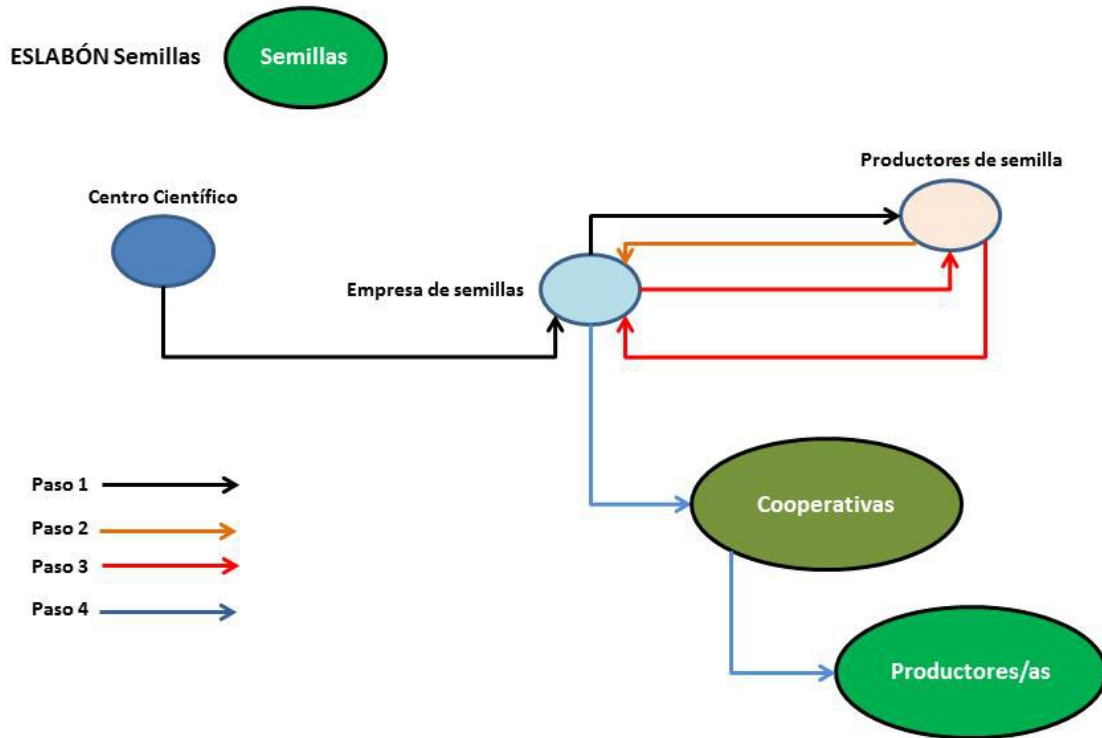 ESLABÓN Semillas
Semillas
Productores de semilla
Centro Científico
Empresa de semillas
Paso 1
Cooperativas
Paso 2
Paso 3
Paso 4
Productores/as